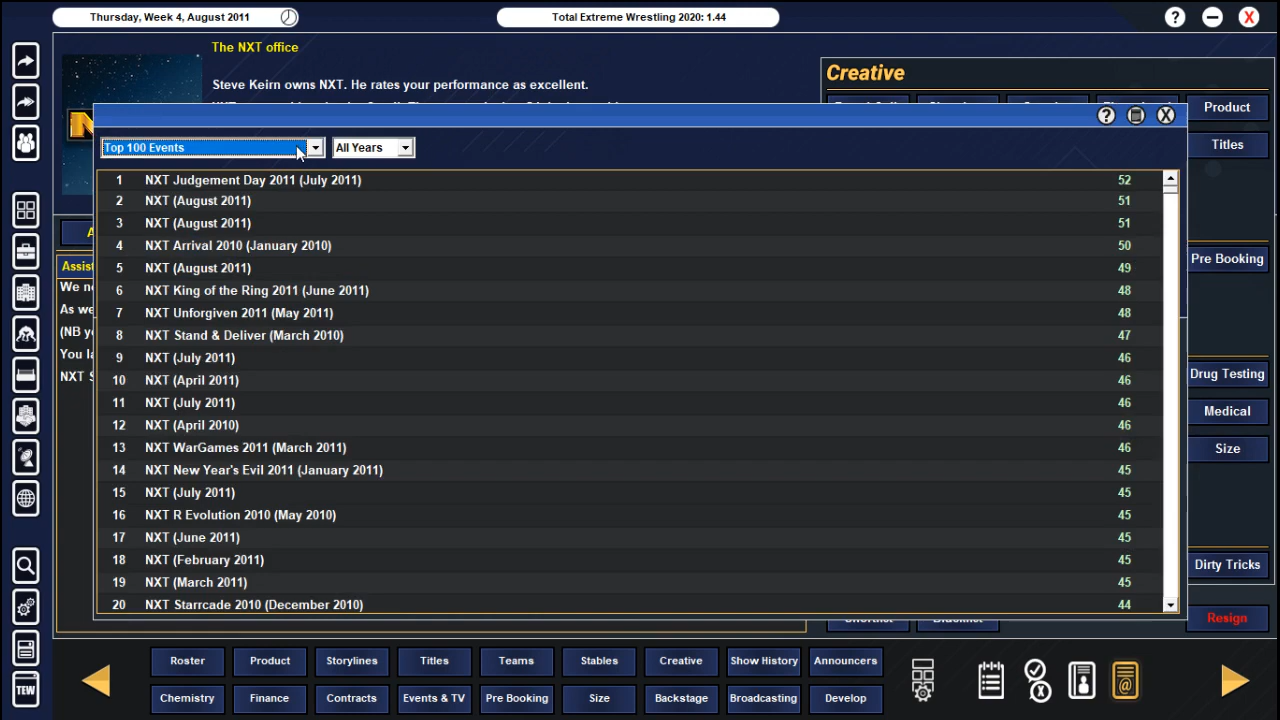 Thursday, Week 4, August 2011
Total Extreme Wrestling 2020: 1.44
? X
The NXT office
Steve Keirn owns NXT. He rates your performance as excellent.
Creative
Product
Titles
Pre Booking
Drug Testing
Medical
Size
Dirty Tricks
Resign
? X
Top 100 Events
All Years
1 NXT Judgement Day 2011 (July 2011) 52
2 NXT (August 2011) 51
3 NXT (August 2011) 51
4 NXT Arrival 2010 (January 2010) 50
5 NXT (August 2011) 49
6 NXT King of the Ring 2011 (June 2011) 48
7 NXT Unforgiven 2011 (May 2011) 48
8 NXT Stand & Deliver (March 2010) 47
9 NXT (July 2011) 46
10 NXT (April 2011) 46
11 NXT (July 2011) 46
12 NXT (April 2010) 46
13 NXT WarGames 2011 (March 2011) 46
14 NXT New Year's Evil 2011 (January 2011) 45
15 NXT (July 2011) 45
16 NXT R Evolution 2010 (May 2010) 45
17 NXT (June 2011) 45
18 NXT (February 2011) 45
19 NXT (March 2011) 45
20 NXT Starrcade 2010 (December 2010) 44
Assist
We n
As we
(NB y
You la
NXT S
Roster Product Storylines Titles Teams Stables Creative Show History Announcers
Chemistry Finance Contracts Events & TV Pre Booking Size Backstage Broadcasting Develop
TEW